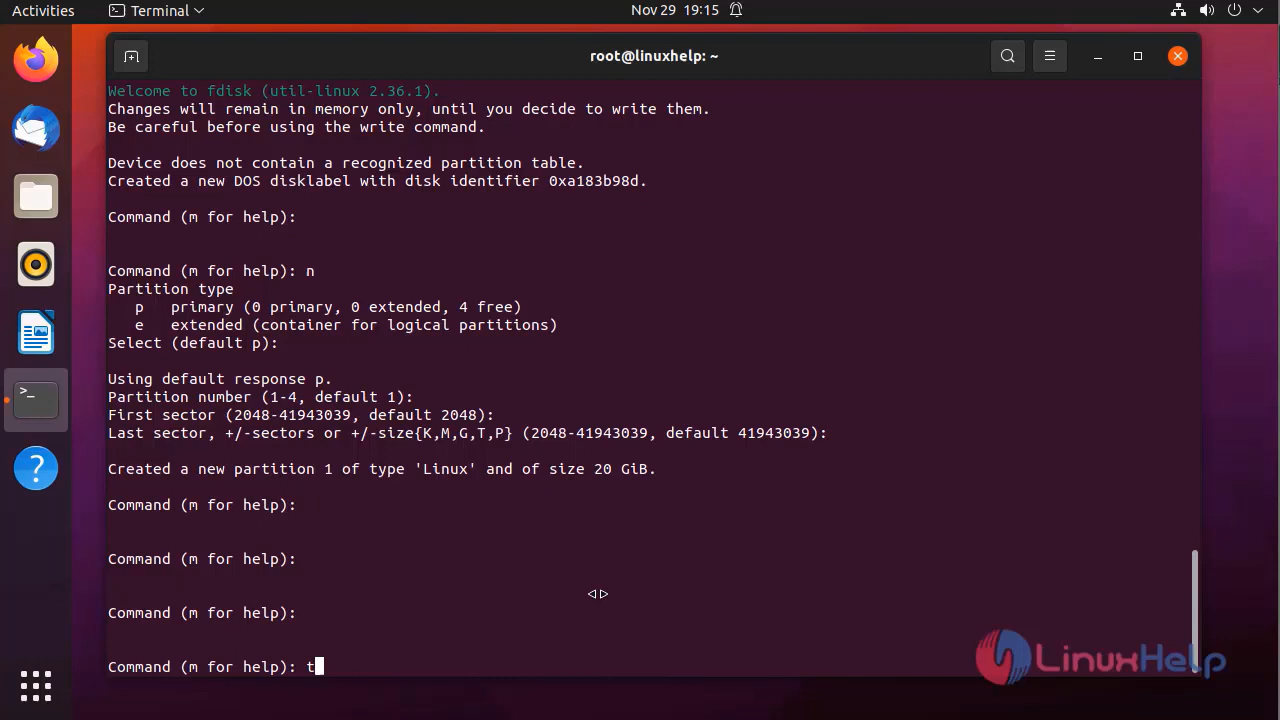 Activities
Terminal
Nov 29 19:15
root@linuxhelp: ~
Welcome to fdisk (util-linux 2.36.1).
Changes will remain in memory only, until you decide to write them.
Be careful before using the write command.
Device does not contain a recognized partition table.
Created a new DOS disklabel with disk identifier 0xa183b98d.
Command (m for help):
Command (m for help): n
Partition type
p primary (0 primary, 0 extended, 4 free)
e extended (container for logical partitions)
Select (default p):
Using default response p.
Partition number (1-4, default 1):
First sector (2048-41943039, default 2048):
Last sector, +/-sectors or +/-size{K,M,G,T,P} (2048-41943039, default 41943039):
Created a new partition 1 of type 'Linux' and of size 20 GiB.
Command (m for help):
Command (m for help):
Command (m for help):
Command (m for help): t
LinuxHelp